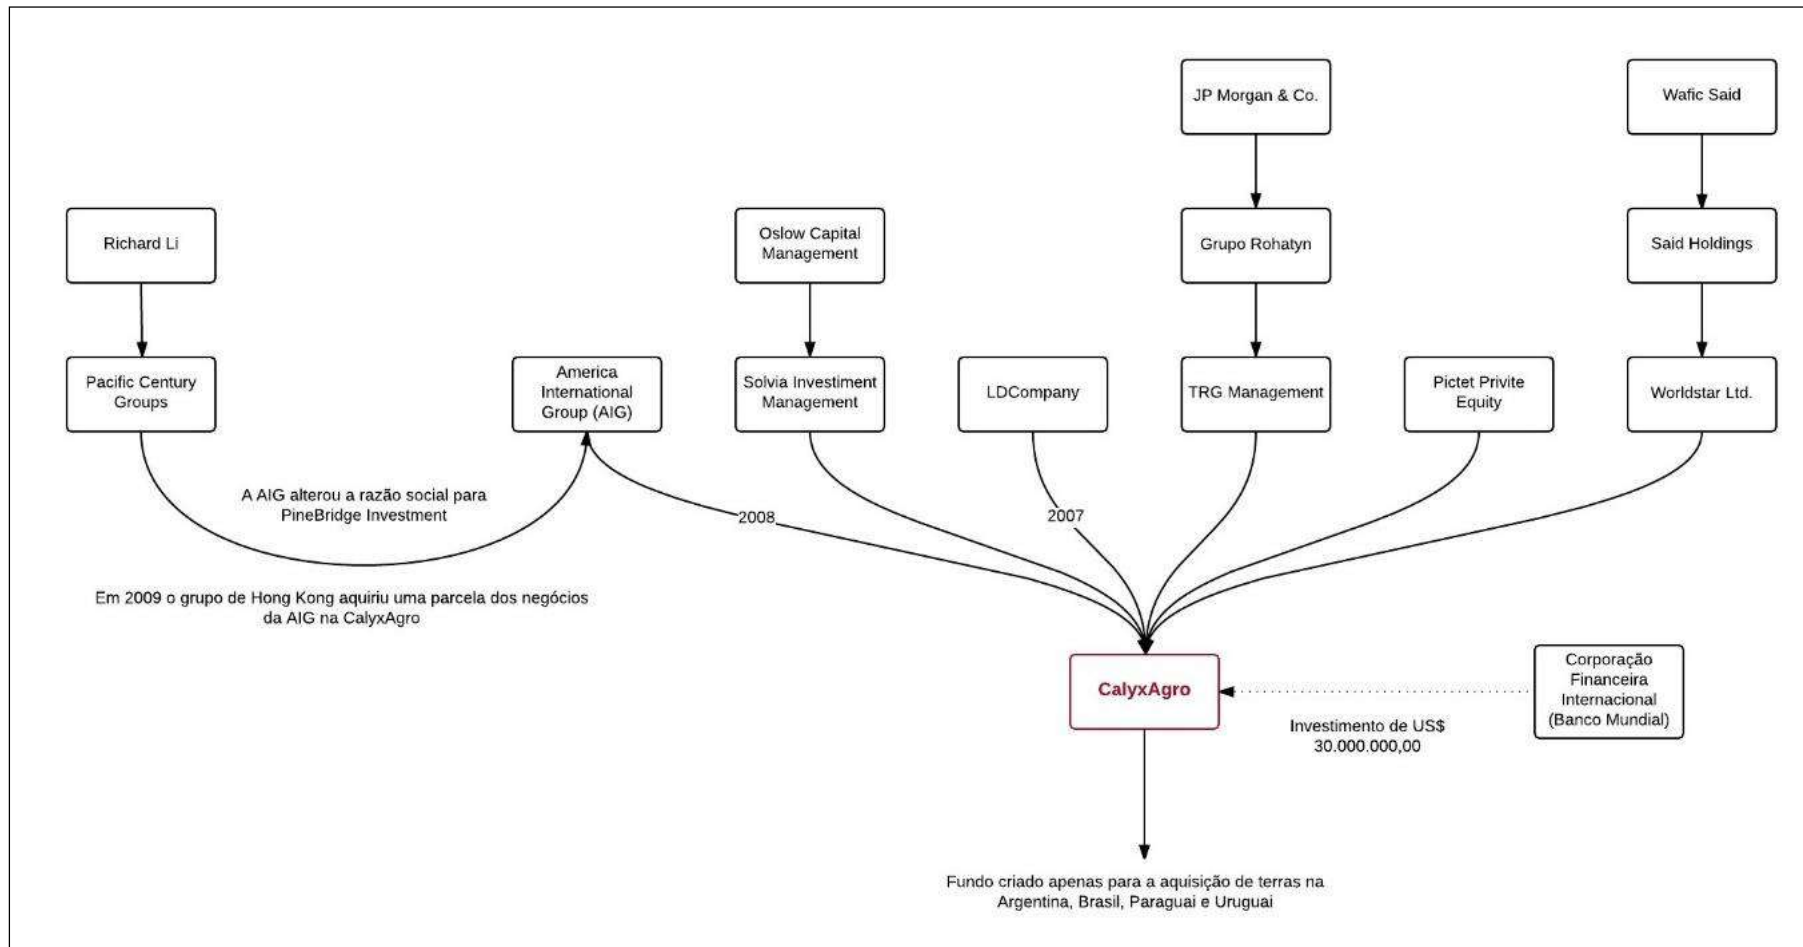 JP Morgan & Co.
Wafic Said
Richard Li
Oslow Capital
Management
Grupo Rohatyn
Said Holdings
Pacific Century
Groups
America
International
Group (AIG)
Solvia Investiment
Management
LDCompany
TRG Management
Pictet Privite
Equity
Worldstar Ltd.
A AIG alterou a razão social para
PineBridge Investment
2008
2007
Em 2009 o grupo de Hong Kong aquiriu uma parcela dos negócios
da AIG na CalyxAgro
CalyxAgro
Corporação
Financeira
Internacional
(Banco Mundial)
Investimento de US$
30.000.000,00
Fundo criado apenas para a aquisição de terras na
Argentina, Brasil, Paraguai e Uruguai